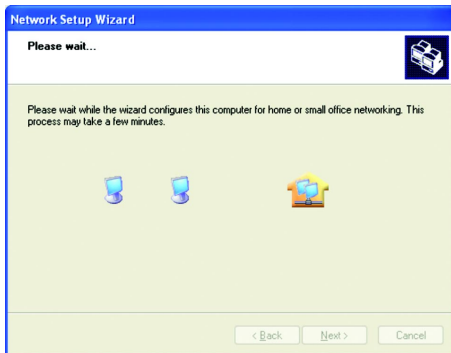 Network Setup Wizard
Please wait...
Please wait while the wizard configures this computer for home or small office networking. This
process may take a few minutes.
< Back Next > Cancel